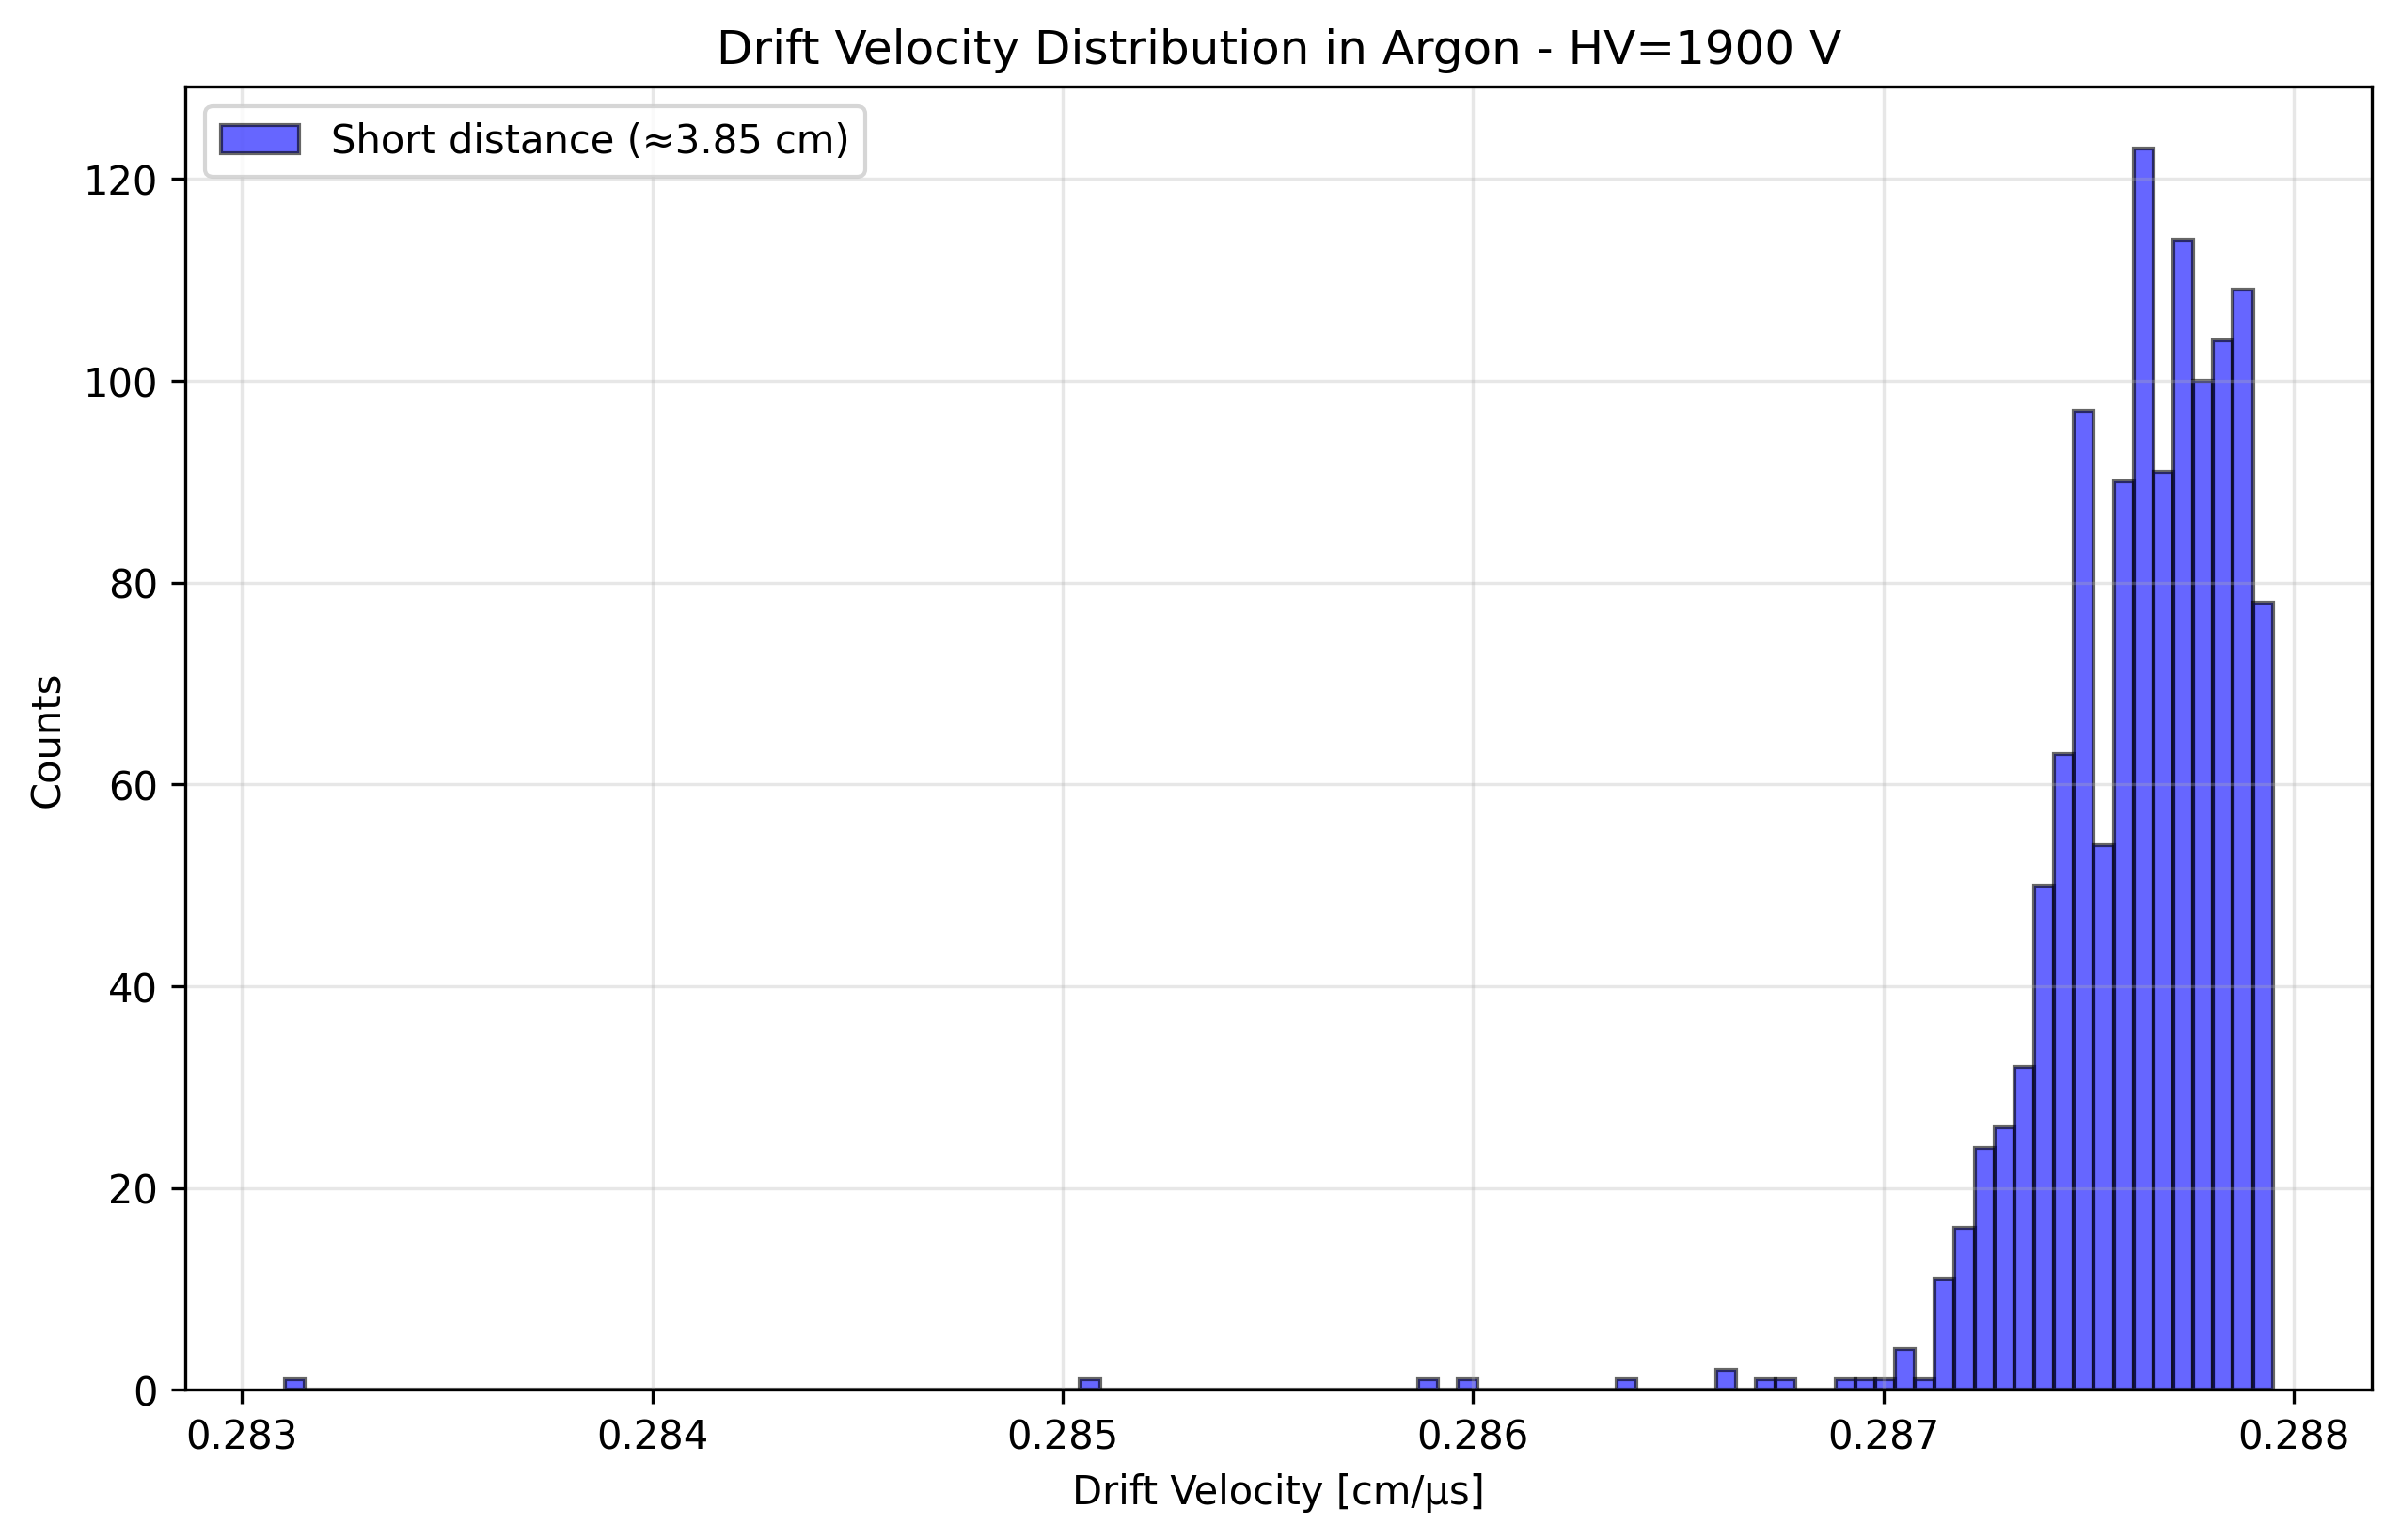 Drift Velocity Distribution in Argon - HV=1900 V
Short distance (≈3.85 cm)
120
100
80
60
40
20
0
Counts
0.283 0.284 0.285 0.286 0.287 0.288
Drift Velocity [cm/µs]